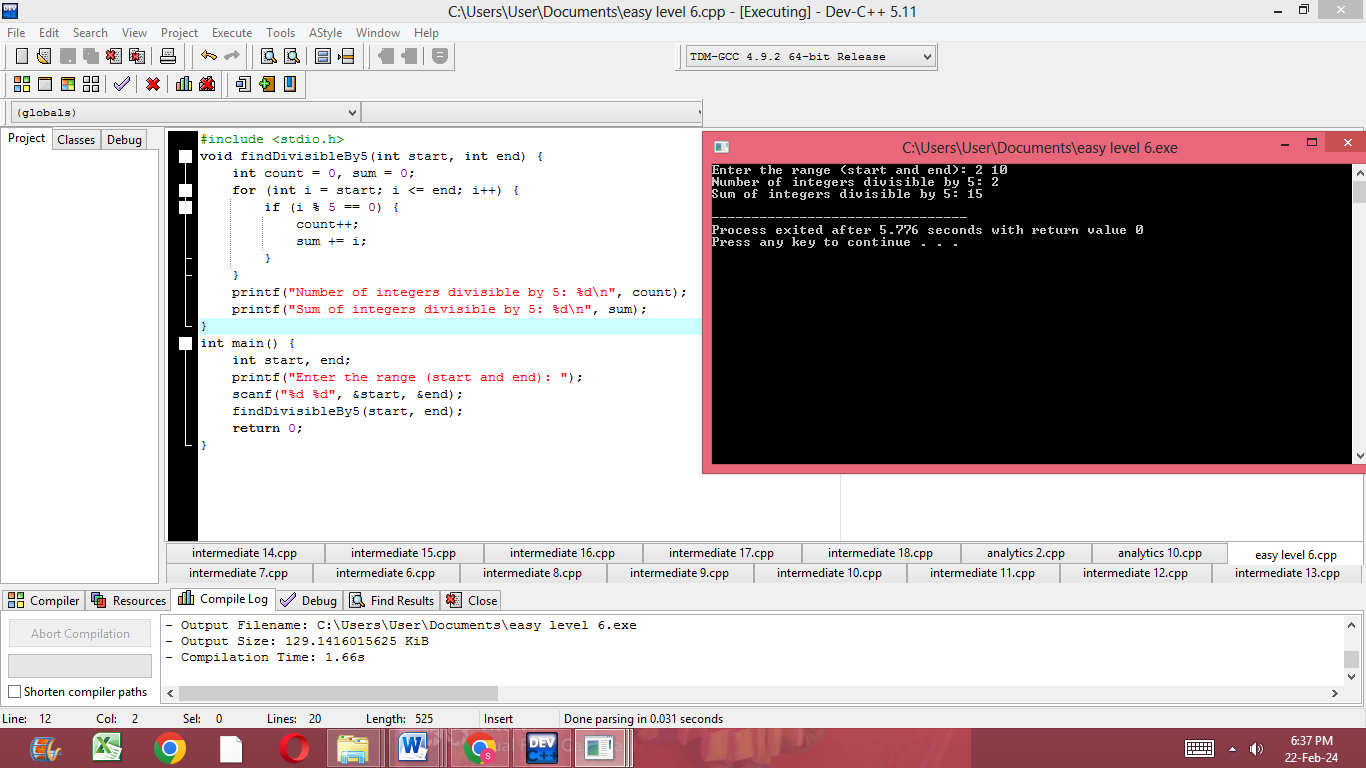 C:\Users\User\Documents\easy level 6.cpp - [Executing] - Dev-C++ 5.11
File Edit Search View Project Execute Tools AStyle Window Help
TDM-GCC 4.9.2 64-bit Release
(globals)
Project Classes Debug
#include <stdio.h>
void findDivisibleBy5(int start, int end) {
    int count = 0, sum = 0;
    for (int i = start; i <= end; i++) {
        if (i % 5 == 0) {
            count++;
            sum += i;
        }
    }
    printf("Number of integers divisible by 5: %d\n", count);
    printf("Sum of integers divisible by 5: %d\n", sum);
}
int main() {
    int start, end;
    printf("Enter the range (start and end): ");
    scanf("%d %d", &start, &end);
    findDivisibleBy5(start, end);
    return 0;
}
C:\Users\User\Documents\easy level 6.exe
Enter the range (start and end): 2 10
Number of integers divisible by 5: 2
Sum of integers divisible by 5: 15
--------------------------------
Process exited after 5.776 seconds with return value 0
Press any key to continue . . .
intermediate 14.cpp intermediate 15.cpp intermediate 16.cpp intermediate 17.cpp intermediate 18.cpp analytics 2.cpp analytics 10.cpp easy level 6.cpp
intermediate 7.cpp intermediate 6.cpp intermediate 8.cpp intermediate 9.cpp intermediate 10.cpp intermediate 11.cpp intermediate 12.cpp intermediate 13.cpp
Compiler Resources Compile Log Debug Find Results Close
Abort Compilation
Shorten compiler paths
- Output Filename: C:\Users\User\Documents\easy level 6.exe
- Output Size: 129.1416015625 KiB
- Compilation Time: 1.66s
Line: 12 Col: 2 Sel: 0 Lines: 20 Length: 525 Insert Done parsing in 0.031 seconds
6:37 PM
22-Feb-24